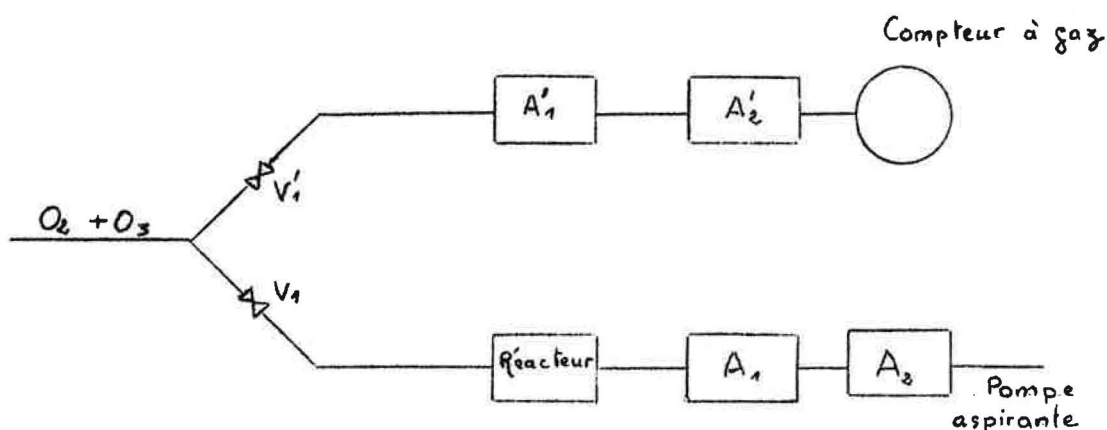 Compteur à gaz
A'₁
A'₂
V'₁
O₂ + O₃
V₁
Réacteur
A₁
A₂
Pompe
aspirante